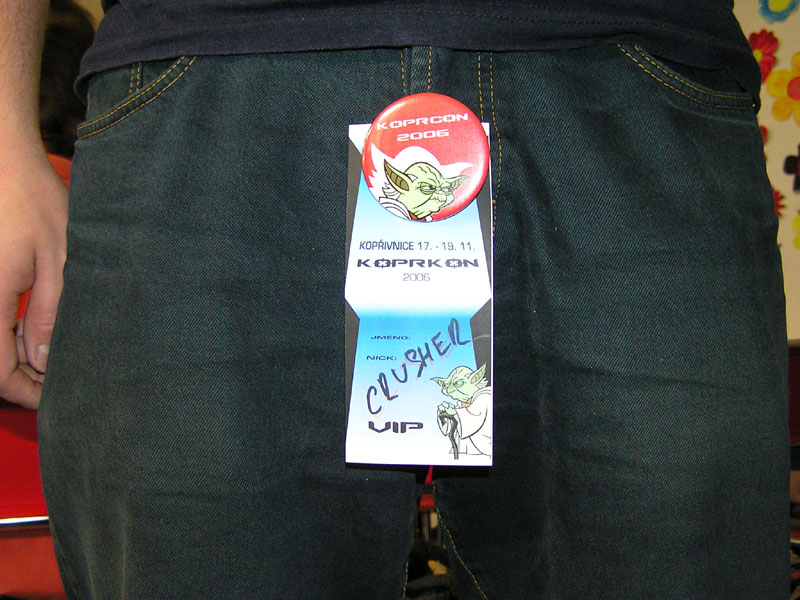 KOPRCON
2006
KOPŘIVNICE 17. - 19. 11.
KOPRKON
2006
JMÉNO:
NICK: CRUSHER
VIP